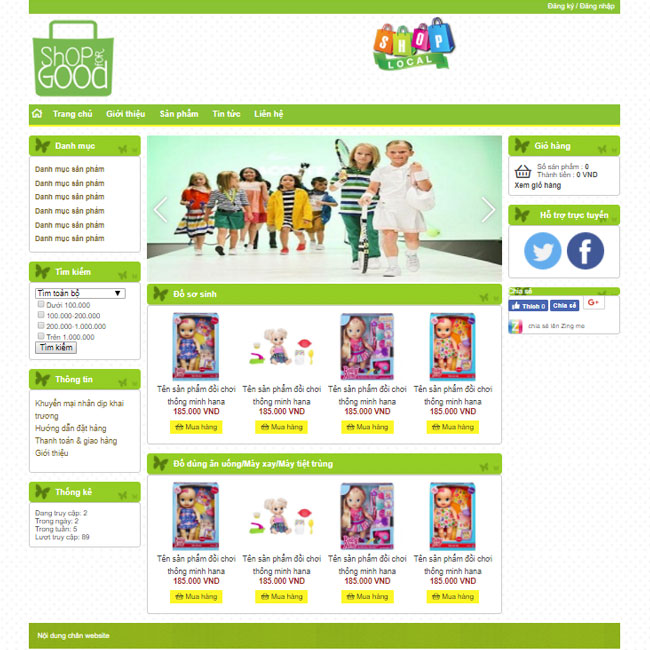 Đăng ký / Đăng nhập
SHOP FOR
GOOD
SHOP
LOCAL
Trang chủ
Giới thiệu
Sản phẩm
Tin tức
Liên hệ
Danh mục
Danh mục sản phẩm
Danh mục sản phẩm
Danh mục sản phẩm
Danh mục sản phẩm
Danh mục sản phẩm
Danh mục sản phẩm
Tìm kiếm
Tìm toàn bộ
Dưới 100.000
100.000-200.000
200.000-1.000.000
Trên 1.000.000
Tìm kiếm
Thông tin
Khuyến mại nhân dịp khai
trương
Hướng dẫn đặt hàng
Thanh toán & giao hàng
Giới thiệu
Thống kê
Đang truy cập: 2
Trong ngày: 2
Trong tuần: 5
Lượt truy cập: 89
Đồ sơ sinh
Tên sản phẩm đồ chơi
thông minh hana
185.000 VND
Mua hàng
Tên sản phẩm đồ chơi
thông minh hana
185.000 VND
Mua hàng
Tên sản phẩm đồ chơi
thông minh hana
185.000 VND
Mua hàng
Tên sản phẩm đồ chơi
thông minh hana
185.000 VND
Mua hàng
Đồ dùng ăn uống/Máy xay/Máy tiệt trùng
Tên sản phẩm đồ chơi
thông minh hana
185.000 VND
Mua hàng
Tên sản phẩm đồ chơi
thông minh hana
185.000 VND
Mua hàng
Tên sản phẩm đồ chơi
thông minh hana
185.000 VND
Mua hàng
Tên sản phẩm đồ chơi
thông minh hana
185.000 VND
Mua hàng
Giỏ hàng
Số sản phẩm : 0
Thành tiền : 0 VND
Xem giỏ hàng
Hỗ trợ trực tuyến
Chia sẻ
Thích 0
Chia sẻ
G+
chia sẻ lên Zing me
Nội dung chân website